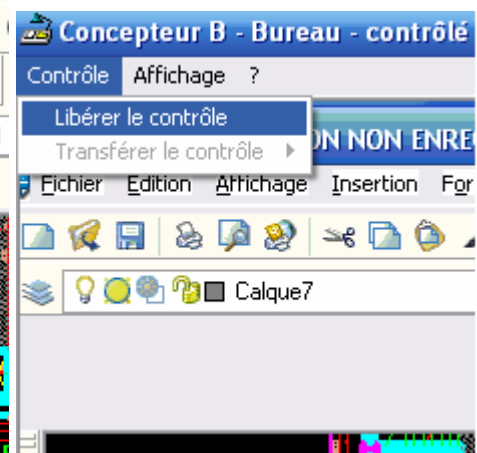 Concepteur B - Bureau - contrôlé
Contrôle Affichage ?
Libérer le contrôle
Transférer le contrôle
ON NON ENRE
Fichier Edition Affichage Insertion For
Calque7